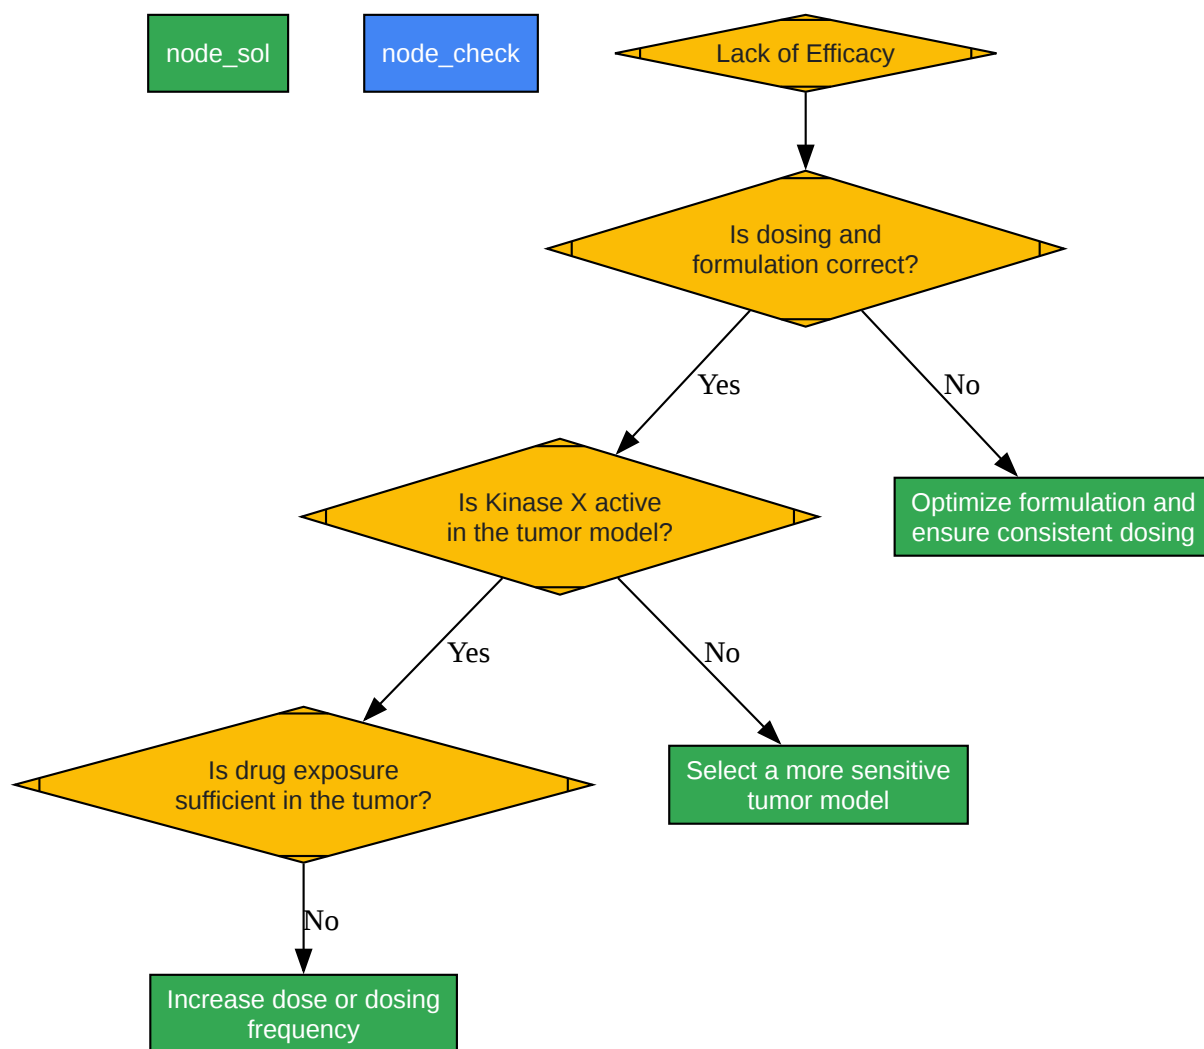 node_sol
node_check
Lack of Efficacy
Is dosing and
formulation correct?
Yes
No
Is Kinase X active
in the tumor model?
Optimize formulation and
ensure consistent dosing
Yes
No
Is drug exposure
sufficient in the tumor?
Select a more sensitive
tumor model
No
Increase dose or dosing
frequency